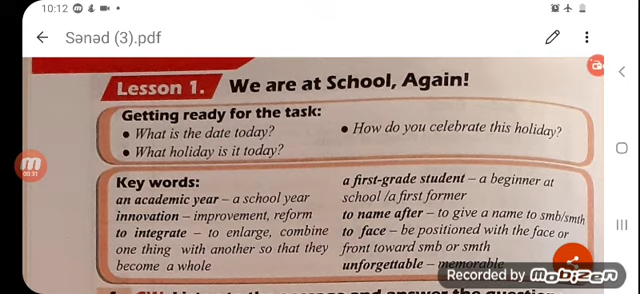 10:12
Sənəd (3).pdf
Lesson 1. We are at School, Again!
Getting ready for the task:
• What is the date today?
• What holiday is it today?
• How do you celebrate this holiday?
Key words:
an academic year – a school year
innovation – improvement, reform
to integrate – to enlarge, combine
one thing with another so that they
become a whole
a first-grade student – a beginner at
school /a first former
to name after – to give a name to smb/smth
to face – be positioned with the face or
front toward smb or smth
unforgettable – memorable
00:31
Recorded by mobizen